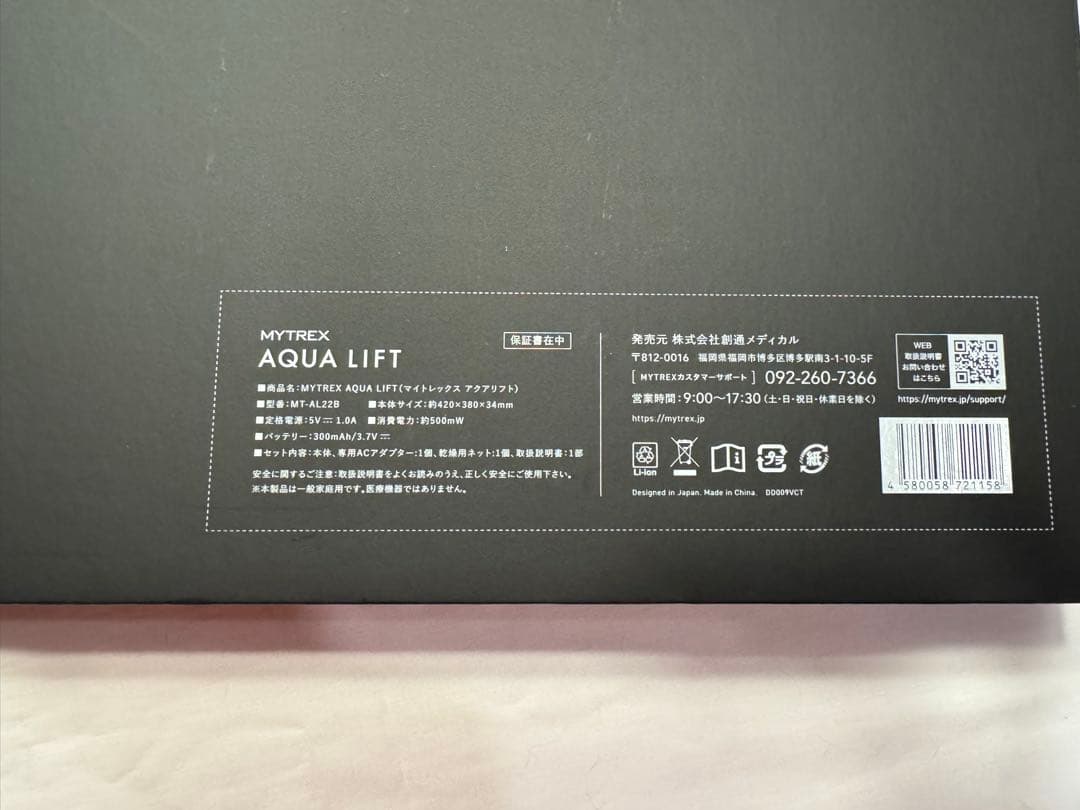 MYTREX
AQUA LIFT
保証書在中
■商品名:MYTREX AQUA LIFT(マイトレックス アクアリフト)
■型番:MT-AL22B ■本体サイズ:約420×380×34mm
■定格電源:5V⎓1.0A ■消費電力:約500mW
■バッテリー:300mAh/3.7V⎓
■セット内容:本体、専用ACアダプター:1個、乾燥用ネット:1個、取扱説明書:1部
安全に関するご注意:取扱説明書をよくお読みのうえ、正しく安全にご使用下さい。
※本製品は一般家庭用です。医療機器ではありません。
発売元 株式会社創通メディカル
〒812-0016 福岡県福岡市博多区博多駅南3-1-10-5F
[ MYTREXカスタマーサポート ] 092-260-7366
営業時間:9:00〜17:30(土・日・祝日・休業日を除く)
https://mytrex.jp
Li-ion
プラ
紙
Designed in Japan. Made in China. DD009VCT
WEB
取扱説明書
お問い合わせ
はこちら
https://mytrex.jp/support/
4 580058 721158